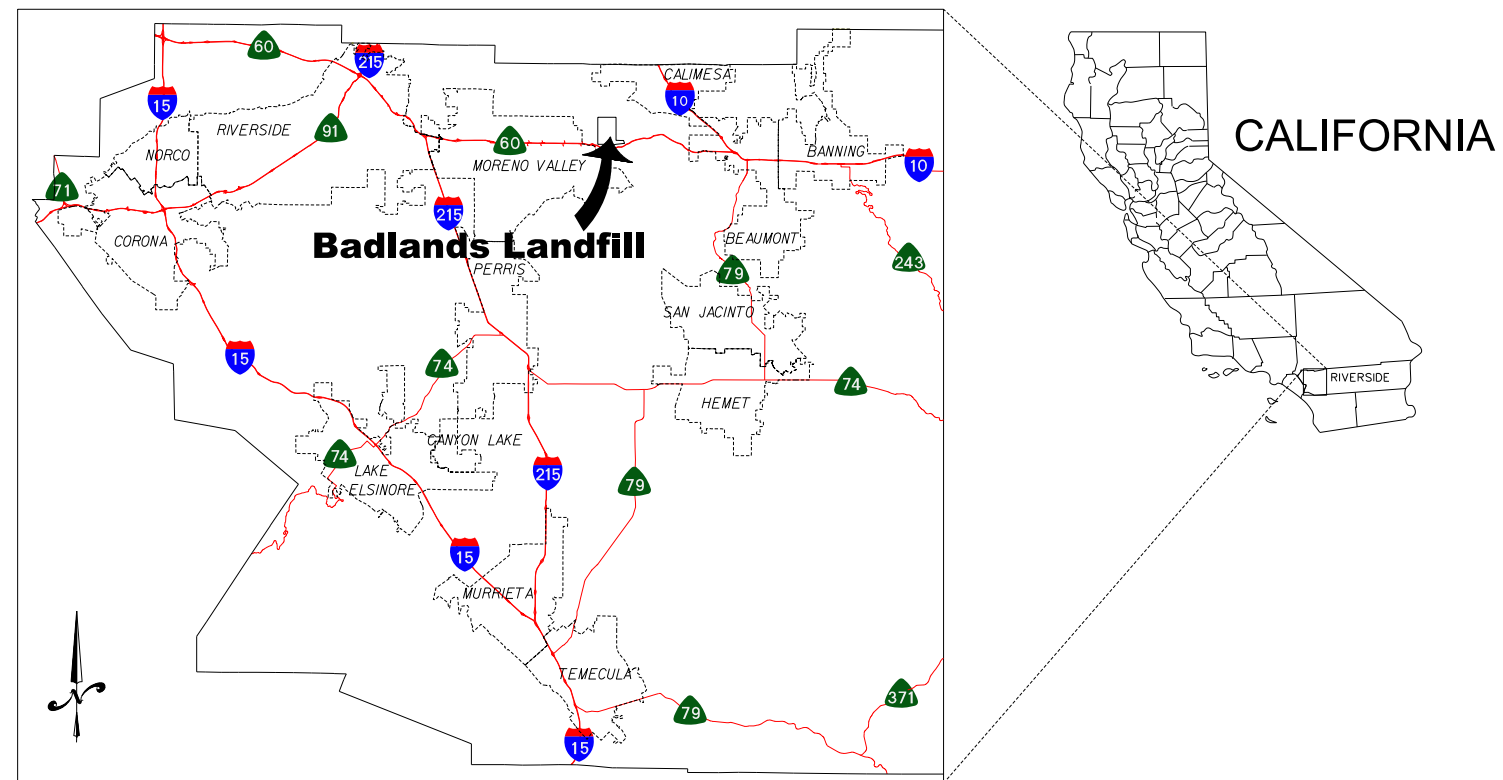 60
215
CALIMESA
15
10
CALIFORNIA
RIVERSIDE
91
60
NORCO
MORENO VALLEY
BANNING
10
71
215
CORONA
BEAUMONT
Badlands Landfill
243
PERRIS
79
SAN JACINTO
15
74
RIVERSIDE
74
HEMET
CANYON LAKE
74
LAKE
ELSINORE
215
79
15
MURRIETA
TEMECULA
371
79
15